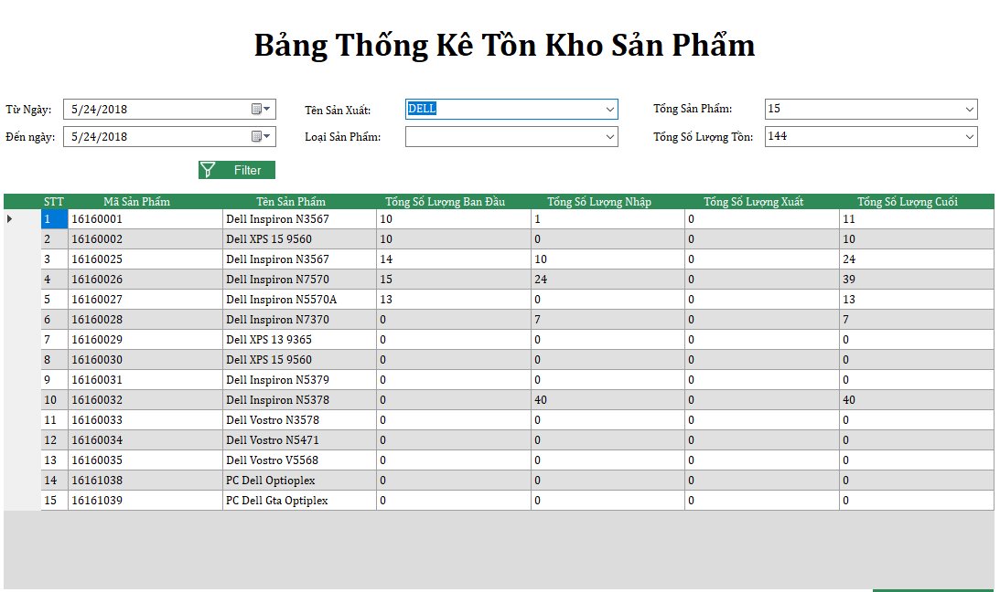 Bảng Thống Kê Tồn Kho Sản Phẩm
Từ Ngày: 5/24/2018 Tên Sản Xuất: DELL Tổng Sản Phẩm: 15
Đến ngày: 5/24/2018 Loại Sản Phẩm: Tổng Số Lượng Tồn: 144
Filter
STT Mã Sản Phẩm Tên Sản Phẩm Tổng Số Lượng Ban Đầu Tổng Số Lượng Nhập Tổng Số Lượng Xuất Tổng Số Lượng Cuối
1 16160001 Dell Inspiron N3567 10 1 0 11
2 16160002 Dell XPS 15 9560 10 0 0 10
3 16160025 Dell Inspiron N3567 14 10 0 24
4 16160026 Dell Inspiron N7570 15 24 0 39
5 16160027 Dell Inspiron N5570A 13 0 0 13
6 16160028 Dell Inspiron N7370 0 7 0 7
7 16160029 Dell XPS 13 9365 0 0 0 0
8 16160030 Dell XPS 15 9560 0 0 0 0
9 16160031 Dell Inspiron N5379 0 0 0 0
10 16160032 Dell Inspiron N5378 0 40 0 40
11 16160033 Dell Vostro N3578 0 0 0 0
12 16160034 Dell Vostro N5471 0 0 0 0
13 16160035 Dell Vostro V5568 0 0 0 0
14 16161038 PC Dell Optioplex 0 0 0 0
15 16161039 PC Dell Gta Optiplex 0 0 0 0